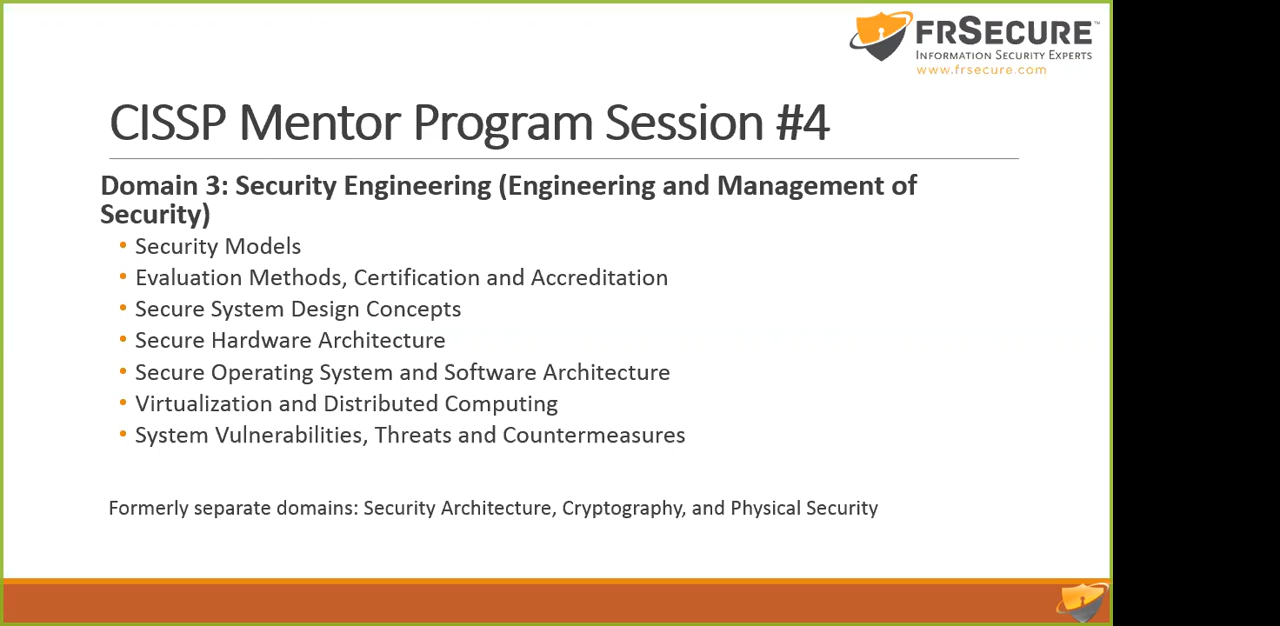 FRSECURE™
INFORMATION SECURITY EXPERTS
www.frsecure.com
CISSP Mentor Program Session #4
Domain 3: Security Engineering (Engineering and Management of
Security)
• Security Models
• Evaluation Methods, Certification and Accreditation
• Secure System Design Concepts
• Secure Hardware Architecture
• Secure Operating System and Software Architecture
• Virtualization and Distributed Computing
• System Vulnerabilities, Threats and Countermeasures
Formerly separate domains: Security Architecture, Cryptography, and Physical Security